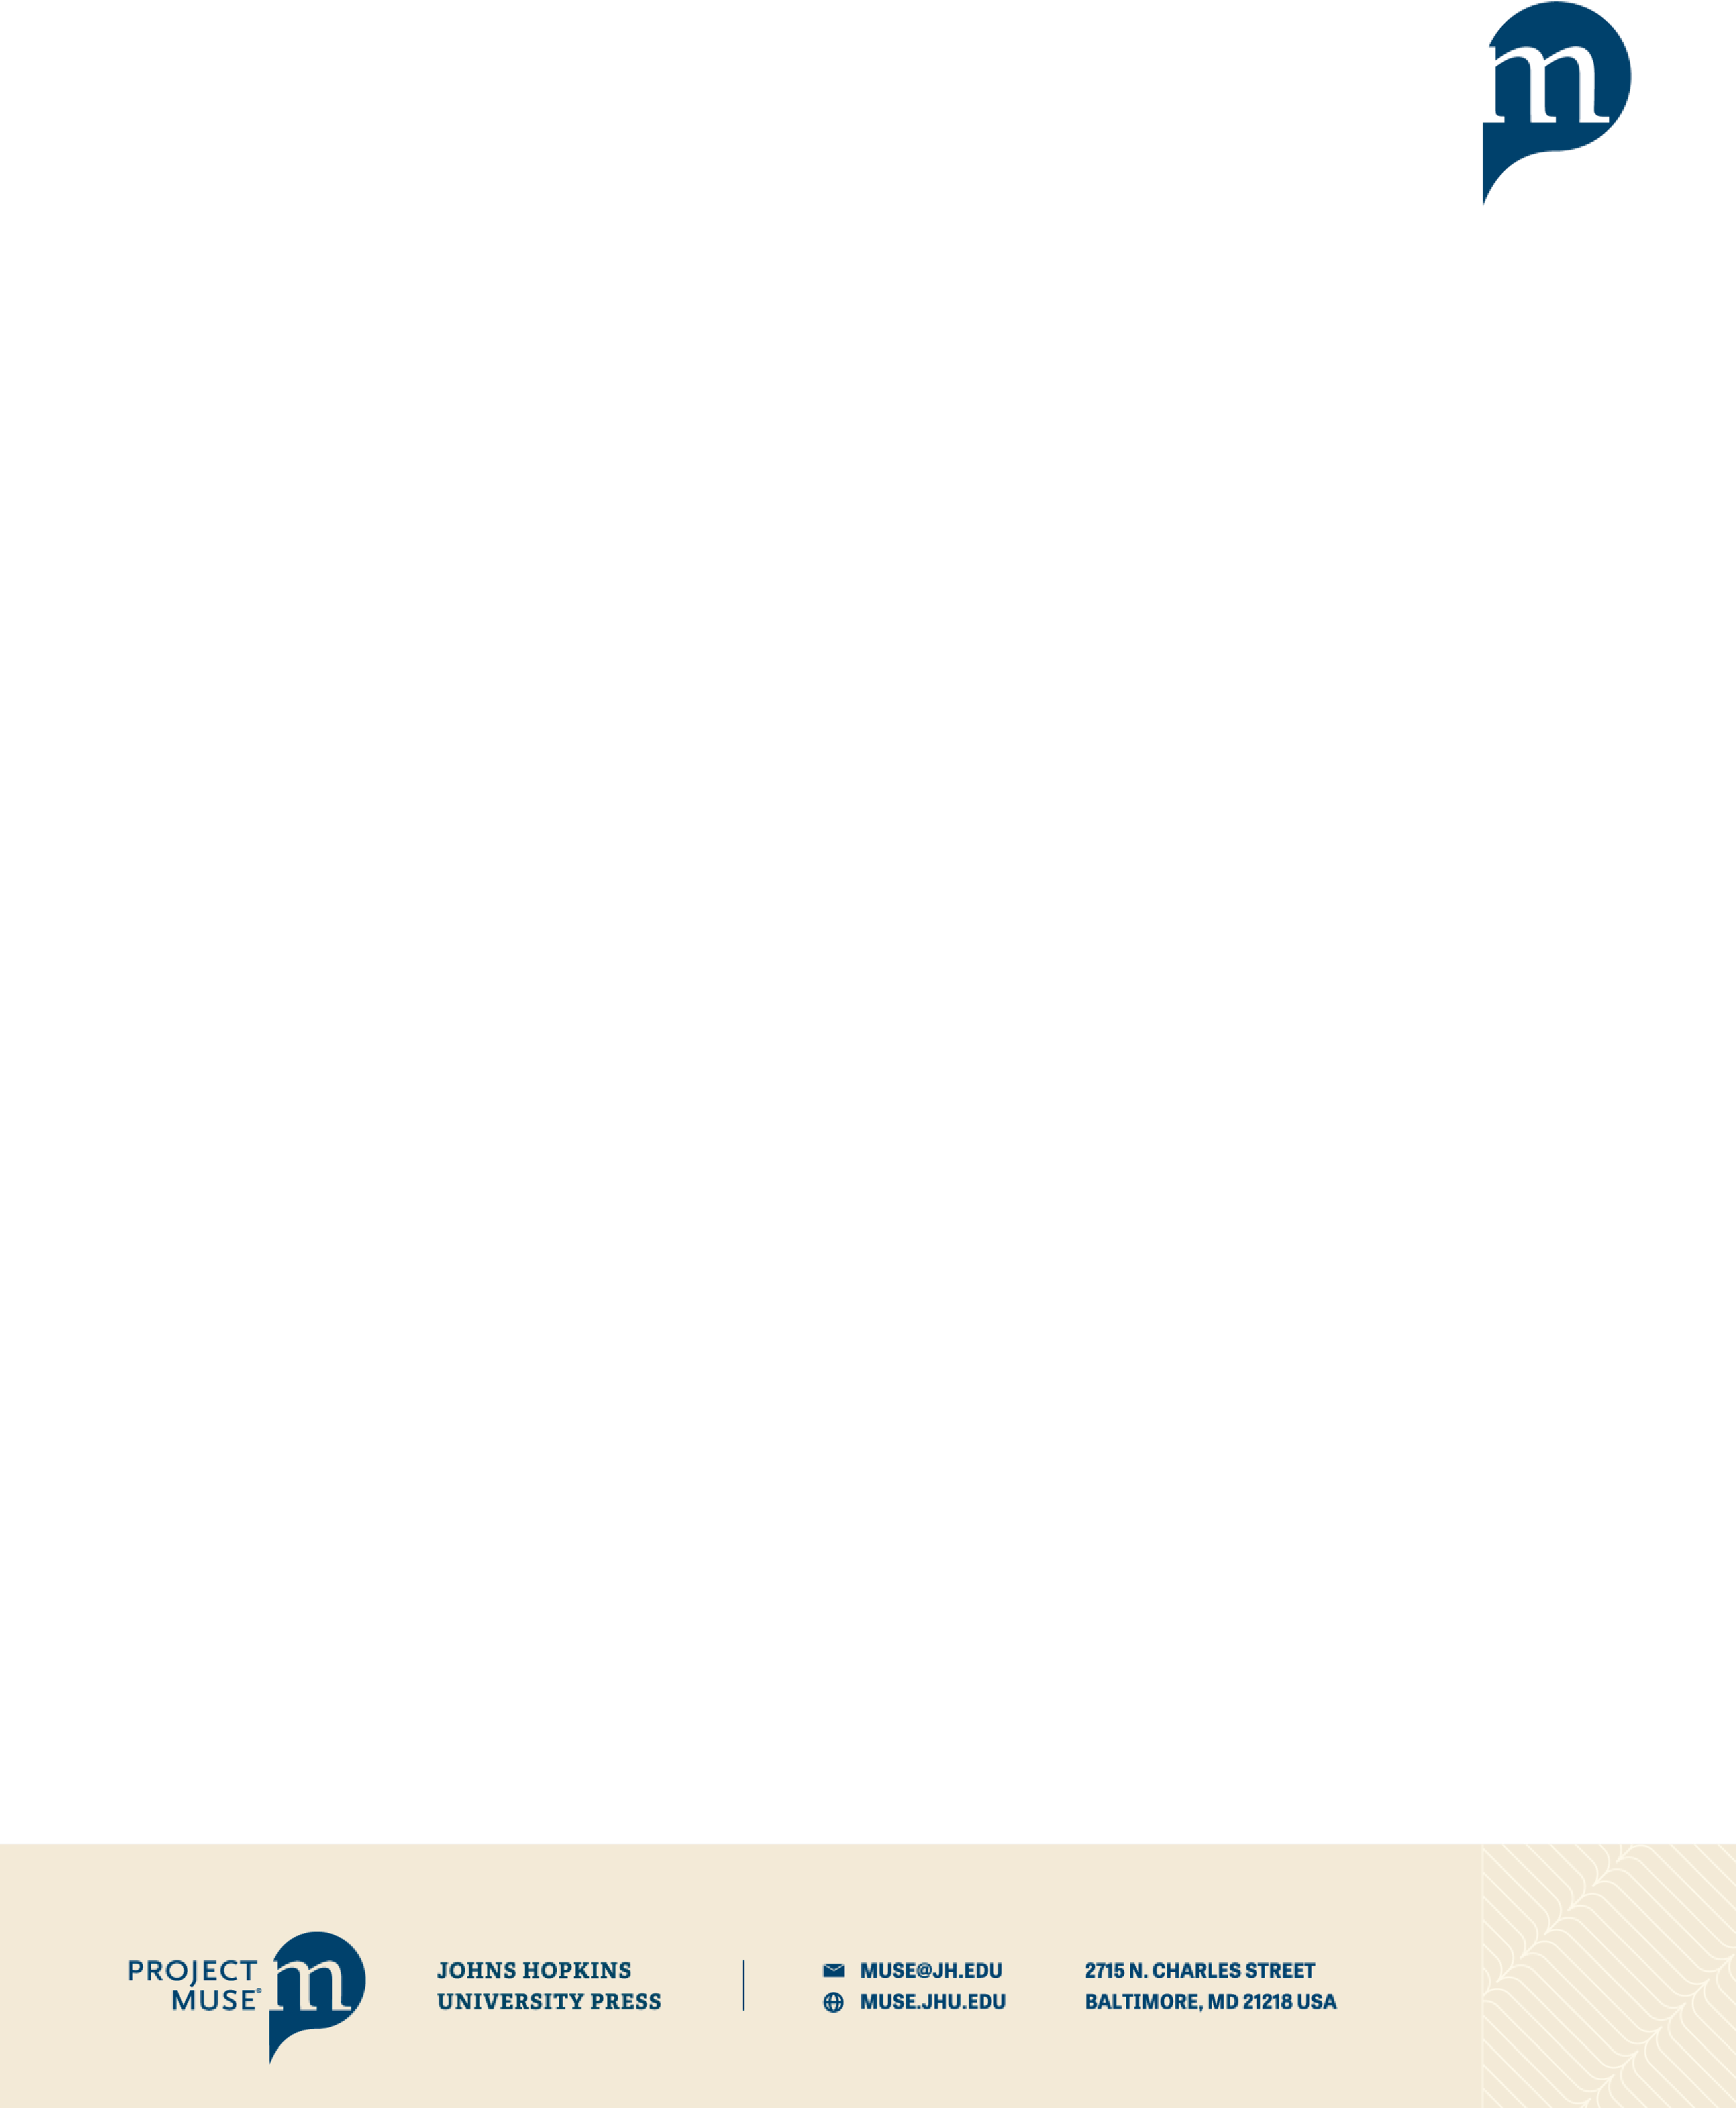 m
PROJECT
MUSE®
m
JOHNS HOPKINS
UNIVERSITY PRESS
MUSE@JH.EDU
MUSE.JHU.EDU
2715 N. CHARLES STREET
BALTIMORE, MD 21218 USA